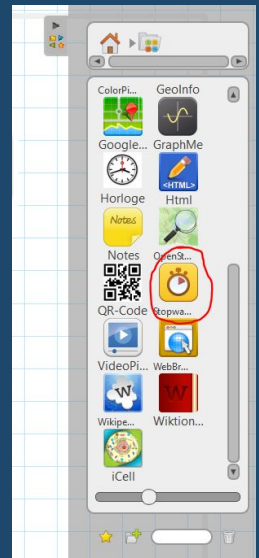 ColorPi... GeoInfo
Google... GraphMe
<HTML>
Horloge Html
Notes
Notes OpenSt...
QR-Code Stopwa...
VideoPi... WebBr...
W W
Wikipe... Wiktion...
iCell